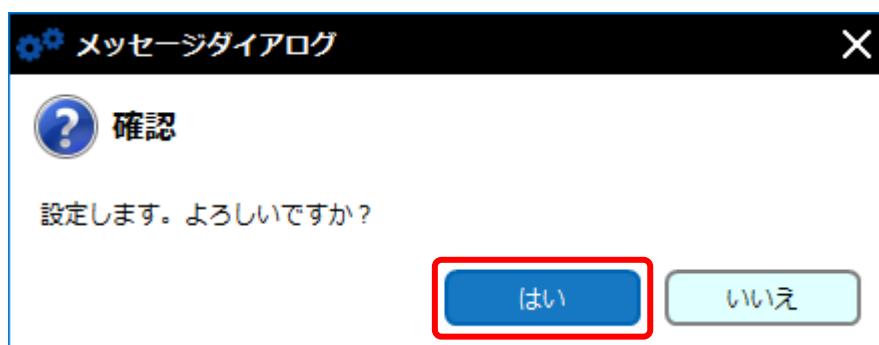 メッセージダイアログ
確認
設定します。よろしいですか？
はい
いいえ